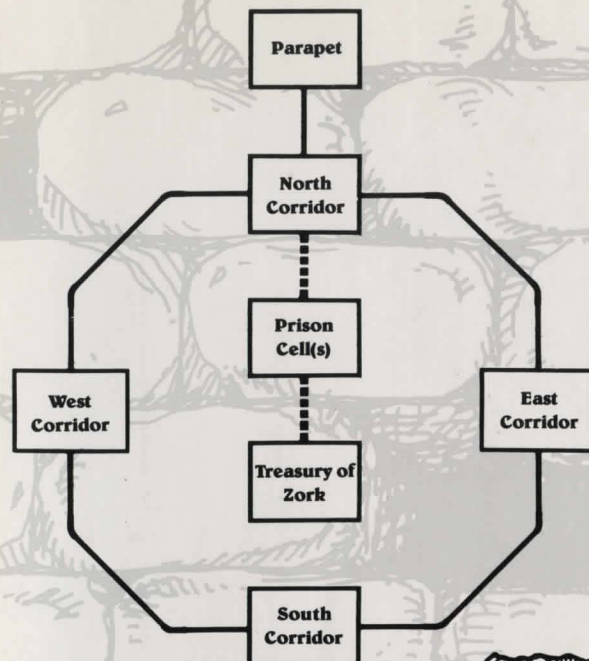 Parapet
North
Corridor
Prison
Cell(s)
West
Corridor
East
Corridor
Treasury of
Zork
South
Corridor